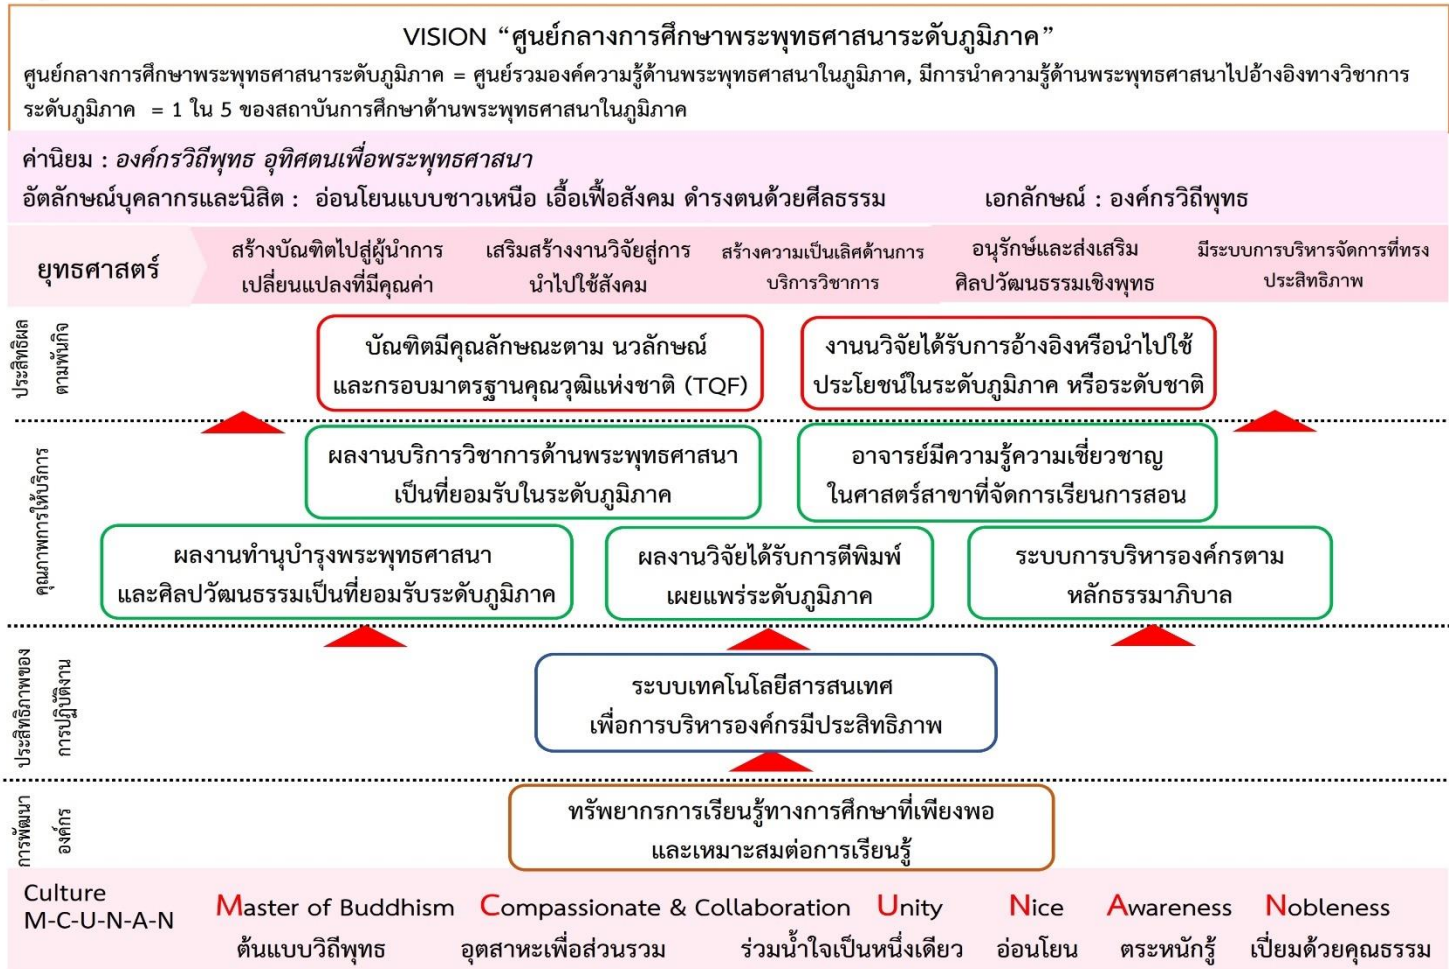 VISION “ศูนย์กลางการศึกษาพระพุทธศาสนาระดับภูมิภาค”
ศูนย์กลางการศึกษาพระพุทธศาสนาระดับภูมิภาค = ศูนย์รวมองค์ความรู้ด้านพระพุทธศาสนาในภูมิภาค, มีการนำความรู้ด้านพระพุทธศาสนาไปอ้างอิงทางวิชาการ
ระดับภูมิภาค = 1 ใน 5 ของสถาบันการศึกษาด้านพระพุทธศาสนาในภูมิภาค
ค่านิยม : องค์กรวิถีพุทธ อุทิศตนเพื่อพระพุทธศาสนา
อัตลักษณ์บุคลากรและนิสิต : อ่อนโยนแบบชาวเหนือ เอื้อเฟื้อสังคม ดำรงตนด้วยศีลธรรม เอกลักษณ์ : องค์กรวิถีพุทธ
ยุทธศาสตร์
สร้างบัณฑิตไปสู่ผู้นำการ
เปลี่ยนแปลงที่มีคุณค่า
เสริมสร้างงานวิจัยสู่การ
นำไปใช้สังคม
สร้างความเป็นเลิศด้านการ
บริการวิชาการ
อนุรักษ์และส่งเสริม
ศิลปวัฒนธรรมเชิงพุทธ
มีระบบการบริหารจัดการที่ทรง
ประสิทธิภาพ
ประสิทธิผล
ตามพันกิจ
บัณฑิตมีคุณลักษณะตาม นวลักษณ์
และกรอบมาตรฐานคุณวุฒิแห่งชาติ (TQF)
งานนวิจัยได้รับการอ้างอิงหรือนำไปใช้
ประโยชน์ในระดับภูมิภาค หรือระดับชาติ
คุณภาพการให้บริการ
ผลงานบริการวิชาการด้านพระพุทธศาสนา
เป็นที่ยอมรับในระดับภูมิภาค
อาจารย์มีความรู้ความเชี่ยวชาญ
ในศาสตร์สาขาที่จัดการเรียนการสอน
ผลงานทำนุบำรุงพระพุทธศาสนา
และศิลปวัฒนธรรมเป็นที่ยอมรับระดับภูมิภาค
ผลงานวิจัยได้รับการตีพิมพ์
เผยแพร่ระดับภูมิภาค
ระบบการบริหารองค์กรตาม
หลักธรรมาภิบาล
ประสิทธิภาพของ
การปฏิบัติงาน
ระบบเทคโนโลยีสารสนเทศ
เพื่อการบริหารองค์กรมีประสิทธิภาพ
การพัฒนา
องค์กร
ทรัพยากรการเรียนรู้ทางการศึกษาที่เพียงพอ
และเหมาะสมต่อการเรียนรู้
Culture
M-C-U-N-A-N
Master of Buddhism Compassionate & Collaboration Unity Nice Awareness Nobleness
ต้นแบบวิถีพุทธ อุตสาหะเพื่อส่วนรวม ร่วมน้ำใจเป็นหนึ่งเดียว อ่อนโยน ตระหนักรู้ เปี่ยมด้วยคุณธรรม